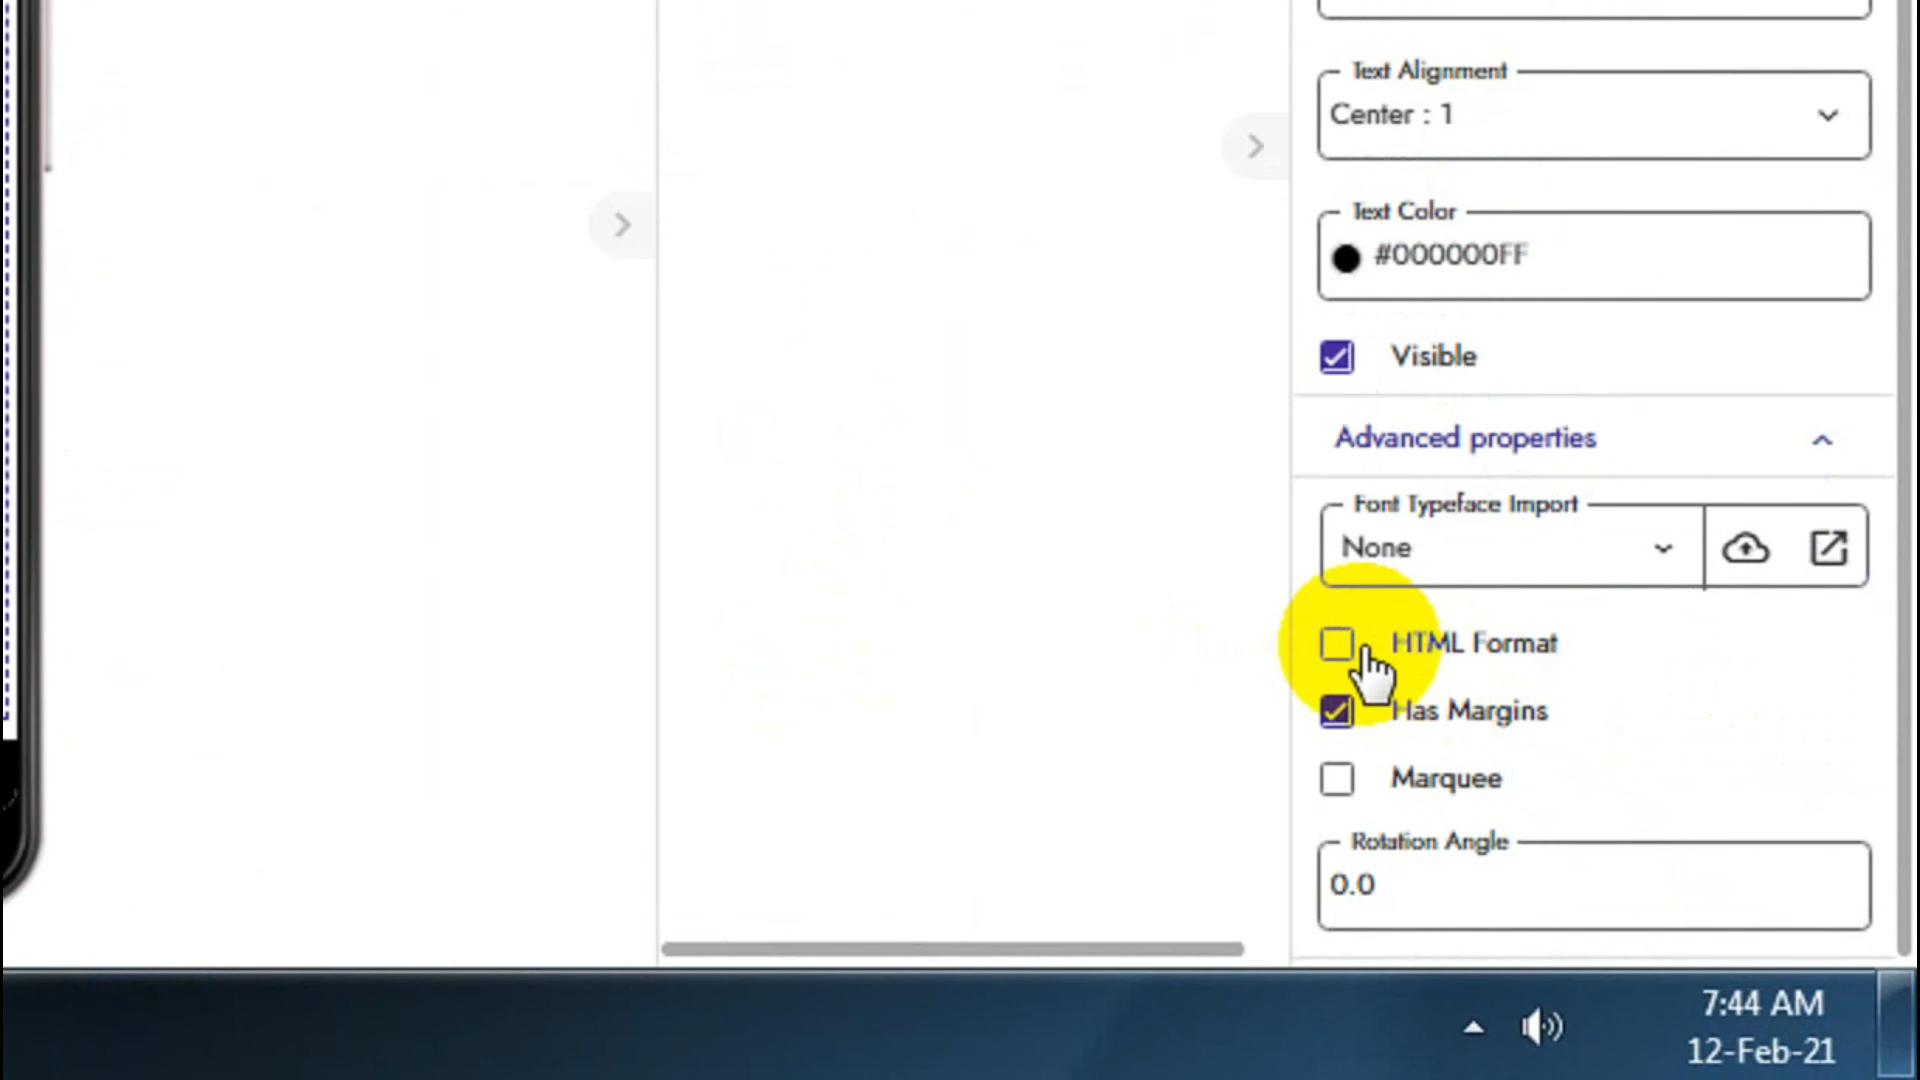 Text Alignment
Center : 1
Text Color
#000000FF
Visible
Advanced properties
Font Typeface Import
None
HTML Format
Has Margins
Marquee
Rotation Angle
0.0
7:44 AM
12-Feb-21